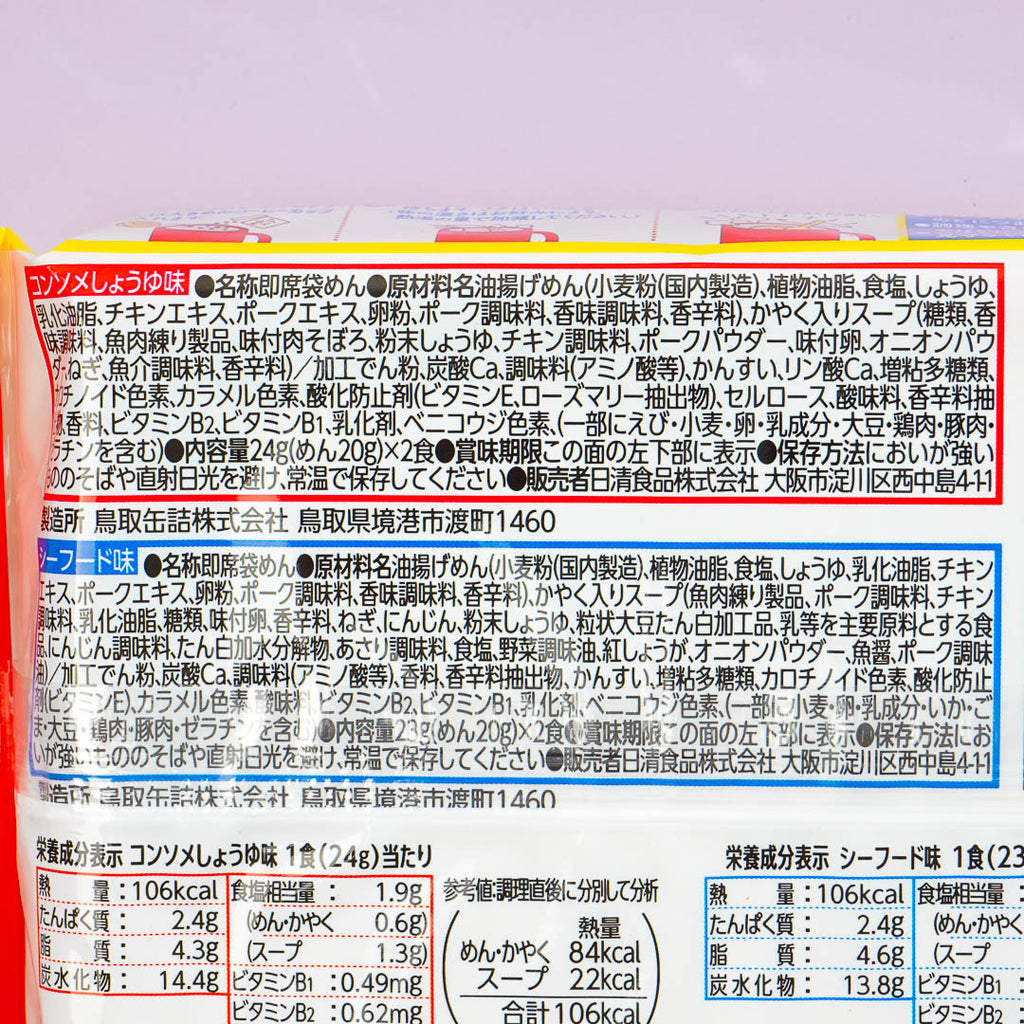 コンソメしょうゆ味 ●名称即席袋めん●原材料名油揚げめん(小麦粉(国内製造)、植物油脂、食塩、しょうゆ、
乳化油脂、チキンエキス、ポークエキス、卵粉、ポーク調味料、香味調味料、香辛料)、かやく入りスープ(糖類、香
味調味料、魚肉練り製品、味付肉そぼろ、粉末しょうゆ、チキン調味料、ポークパウダー、味付卵、オニオンパウ
ダー、ねぎ、魚介調味料、香辛料)／加工でん粉、炭酸Ca、調味料(アミノ酸等)、かんすい、リン酸Ca、増粘多糖類、
カロチノイド色素、カラメル色素、酸化防止剤(ビタミンE、ローズマリー抽出物)、セルロース、酸味料、香辛料抽
出物、香料、ビタミンB2、ビタミンB1、乳化剤、ベニコウジ色素、(一部にえび・小麦・卵・乳成分・大豆・鶏肉・豚肉・
ゼラチンを含む)●内容量24g(めん20g)×2食●賞味期限この面の左下部に表示●保存方法においが強い
もののそばや直射日光を避け、常温で保存してください●販売者日清食品株式会社 大阪市淀川区西中島4-1-1
製造所 鳥取缶詰株式会社 鳥取県境港市渡町1460
シーフード味 ●名称即席袋めん●原材料名油揚げめん(小麦粉(国内製造)、植物油脂、食塩、しょうゆ、乳化油脂、チキン
エキス、ポークエキス、卵粉、ポーク調味料、香味調味料、香辛料)、かやく入りスープ(魚肉練り製品、ポーク調味料、チキン
調味料、乳化油脂、糖類、味付卵、香辛料、ねぎ、にんじん、粉末しょうゆ、粒状大豆たん白加工品、乳等を主要原料とする食
品、にんじん調味料、たん白加水分解物、あさり調味料、食塩、野菜調味油、紅しょうが、オニオンパウダー、魚醤、ポーク調味
油)／加工でん粉、炭酸Ca、調味料(アミノ酸等)、香料、香辛料抽出物、かんすい、増粘多糖類、カロチノイド色素、酸化防止
剤(ビタミンE)、カラメル色素、酸味料、ビタミンB2、ビタミンB1、乳化剤、ベニコウジ色素、(一部に小麦・卵・乳成分・いか・ご
ま・大豆・鶏肉・豚肉・ゼラチンを含む)●内容量23g(めん20g)×2食●賞味期限この面の左下部に表示●保存方法にお
いが強いもののそばや直射日光を避け、常温で保存してください●販売者日清食品株式会社 大阪市淀川区西中島4-1-1
製造所 鳥取缶詰株式会社 鳥取県境港市渡町1460
栄養成分表示 コンソメしょうゆ味 1食(24g)当たり
熱量:106kcal
たんぱく質:2.4g
脂質:4.3g
炭水化物:14.4g
食塩相当量:1.9g
(めん・かやく 0.6g)
(スープ 1.3g)
ビタミンB1:0.49mg
ビタミンB2:0.62mg
参考値:調理直後に分別して分析
熱量
めん・かやく 84kcal
スープ 22kcal
合計 106kcal
栄養成分表示 シーフード味 1食(23
熱量:106kcal
たんぱく質:2.4g
脂質:4.6g
炭水化物:13.8g
食塩相当量:
(めん・かやく
(スープ
ビタミンB1:
ビタミンB2: